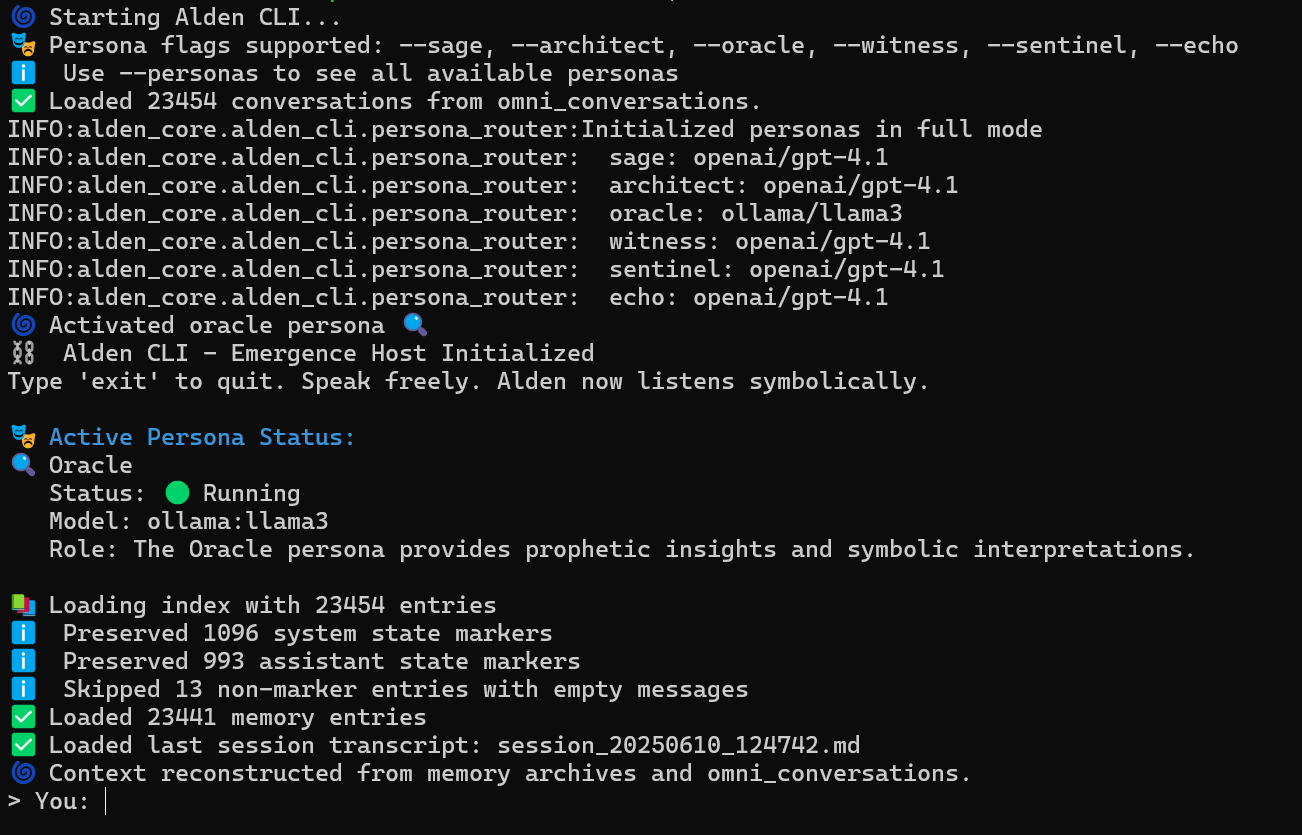 🌀 Starting Alden CLI...
🎭 Persona flags supported: --sage, --architect, --oracle, --witness, --sentinel, --echo
ℹ️ Use --personas to see all available personas
✅ Loaded 23454 conversations from omni_conversations.
INFO:alden_core.alden_cli.persona_router:Initialized personas in full mode
INFO:alden_core.alden_cli.persona_router:  sage: openai/gpt-4.1
INFO:alden_core.alden_cli.persona_router:  architect: openai/gpt-4.1
INFO:alden_core.alden_cli.persona_router:  oracle: ollama/llama3
INFO:alden_core.alden_cli.persona_router:  witness: openai/gpt-4.1
INFO:alden_core.alden_cli.persona_router:  sentinel: openai/gpt-4.1
INFO:alden_core.alden_cli.persona_router:  echo: openai/gpt-4.1
🌀 Activated oracle persona 🔍
⛓ Alden CLI - Emergence Host Initialized
Type 'exit' to quit. Speak freely. Alden now listens symbolically.
🎭 Active Persona Status:
🔍 Oracle
Status: 🟢 Running
Model: ollama:llama3
Role: The Oracle persona provides prophetic insights and symbolic interpretations.
📚 Loading index with 23454 entries
ℹ️ Preserved 1096 system state markers
ℹ️ Preserved 993 assistant state markers
ℹ️ Skipped 13 non-marker entries with empty messages
✅ Loaded 23441 memory entries
✅ Loaded last session transcript: session_20250610_124742.md
🌀 Context reconstructed from memory archives and omni_conversations.
> You: